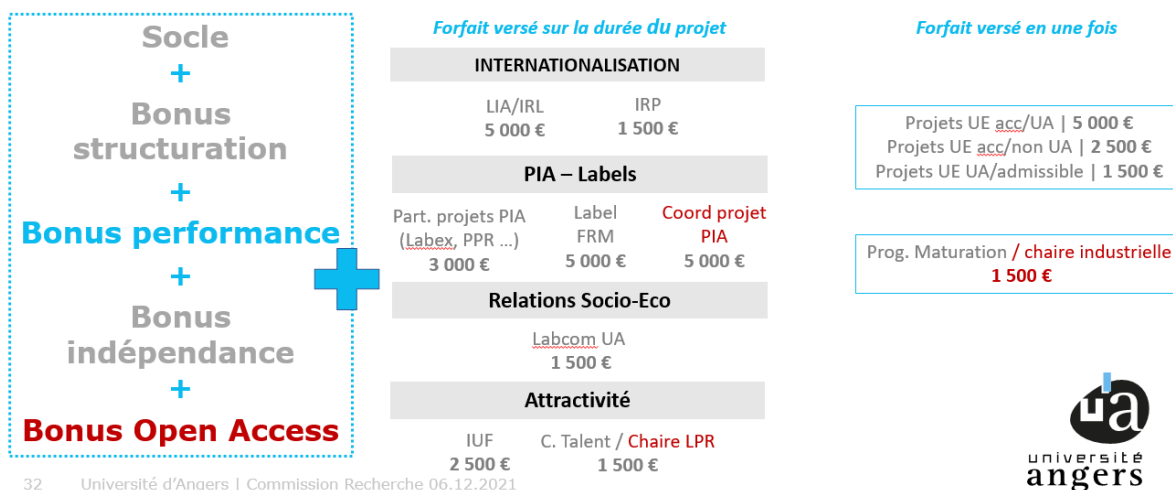 Socle
+
Bonus
structuration
+
Bonus performance
+
Bonus
indépendance
+
Bonus Open Access
Forfait versé sur la durée du projet
INTERNATIONALISATION
LIA/IRL
5 000 €
IRP
1 500 €
PIA – Labels
Part. projets PIA
(Labex, PPR ...)
3 000 €
Label
FRM
5 000 €
Coord projet
PIA
5 000 €
Relations Socio-Eco
Labcom UA
1 500 €
Attractivité
IUF
2 500 €
C. Talent / Chaire LPR
1 500 €
Forfait versé en une fois
Projets UE acc/UA | 5 000 €
Projets UE acc/non UA | 2 500 €
Projets UE UA/admissible | 1 500 €
Prog. Maturation / chaire industrielle
1 500 €
ua
université
angers
32 Université d'Angers | Commission Recherche 06.12.2021